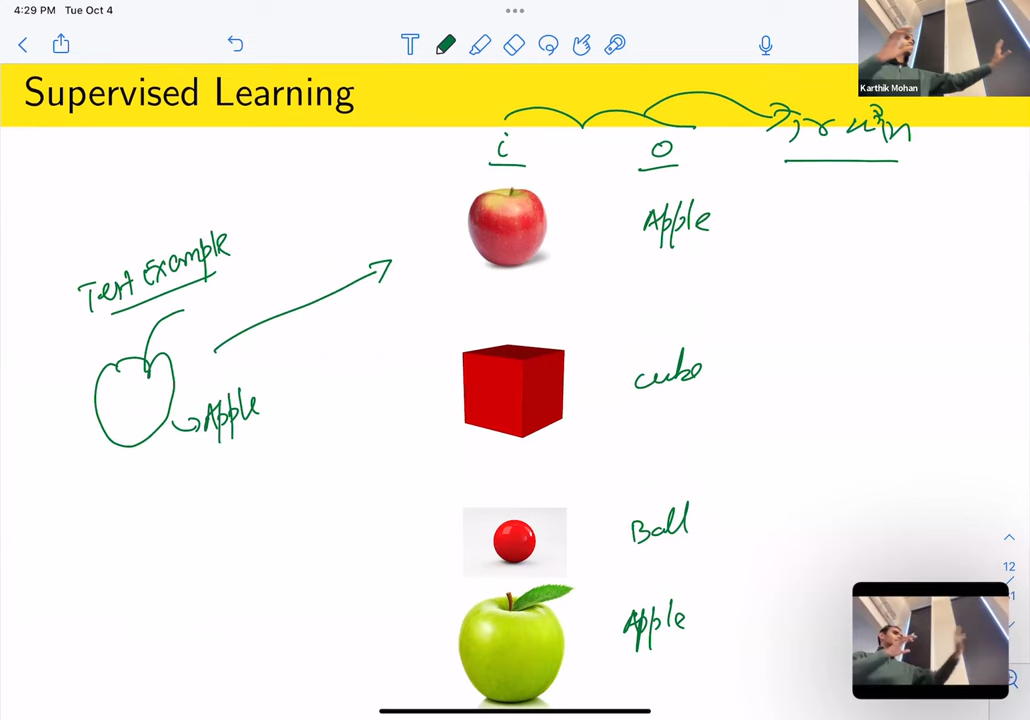 4:29 PM Tue Oct 4
Karthik Mohan
Supervised Learning
i o
Apple
Test Example
cube
Apple
Ball
12
Apple